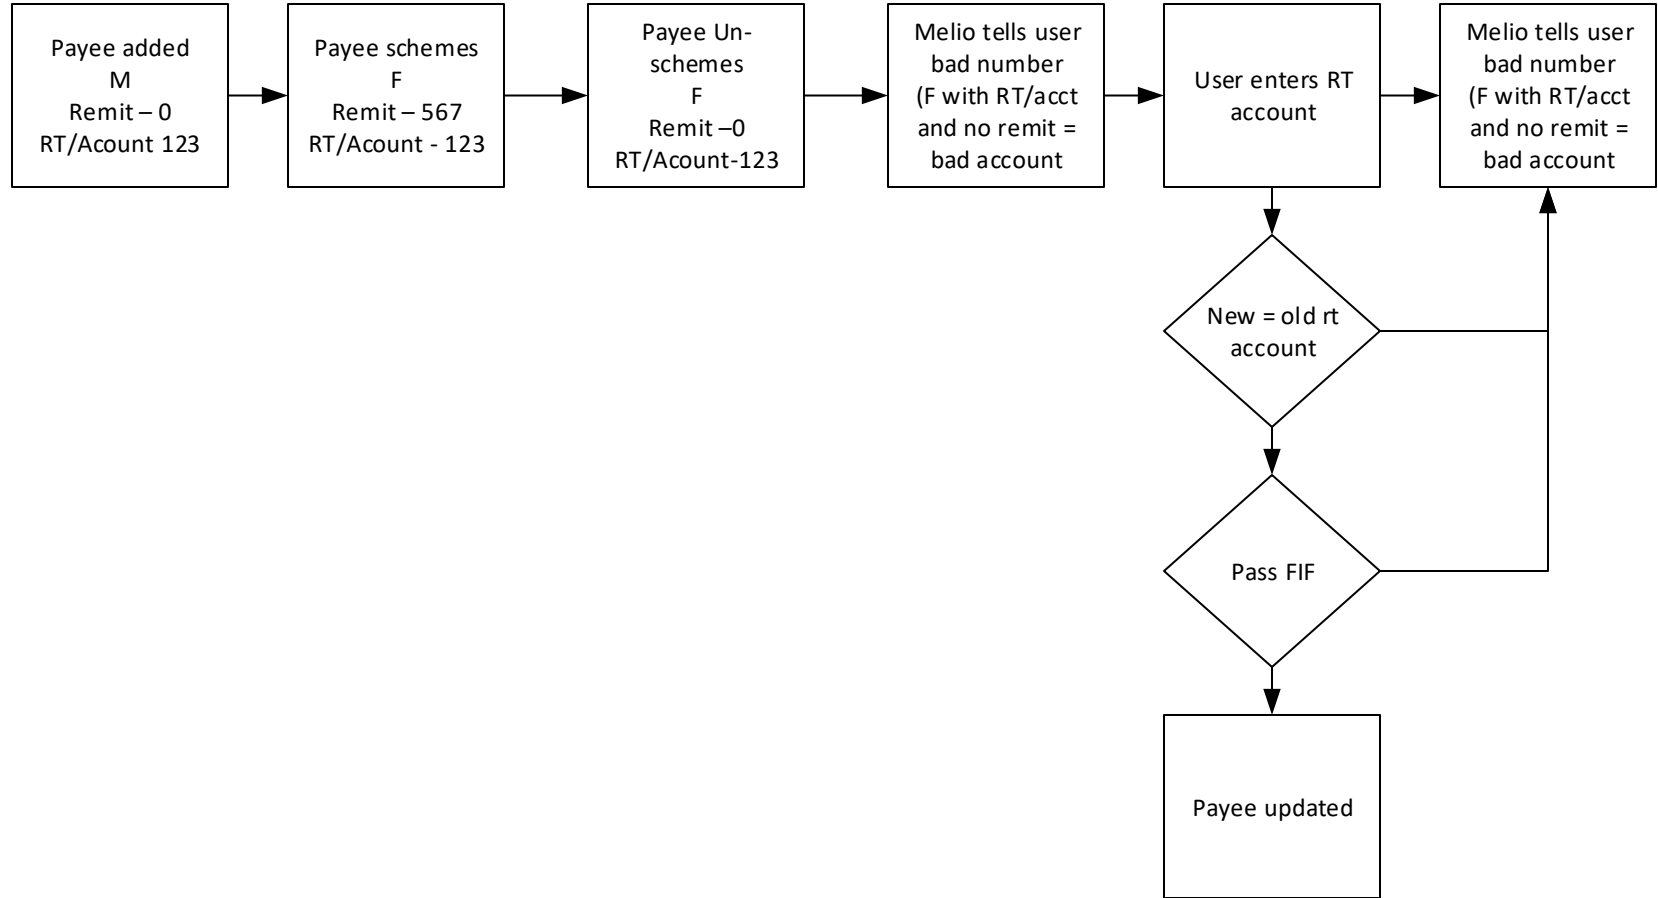 Payee added
M
Remit – 0
RT/Acount 123
Payee schemes
F
Remit – 567
RT/Acount - 123
Payee Un-
schemes
F
Remit –0
RT/Acount-123
Melio tells user
bad number
(F with RT/acct
and no remit =
bad account
User enters RT
account
Melio tells user
bad number
(F with RT/acct
and no remit =
bad account
New = old rt
account
Pass FIF
Payee updated